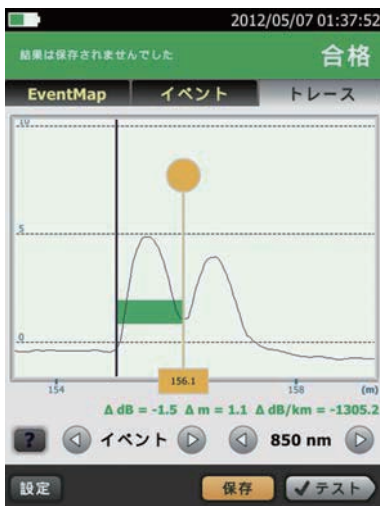 2012/05/07 01:37:52
結果は保存されませんでした 合格
EventMap イベント トレース
10
5
0
154 156.1 158 (m)
Δ dB = -1.5 Δ m = 1.1 Δ dB/km = -1305.2
? イベント 850 nm
設定 保存 テスト